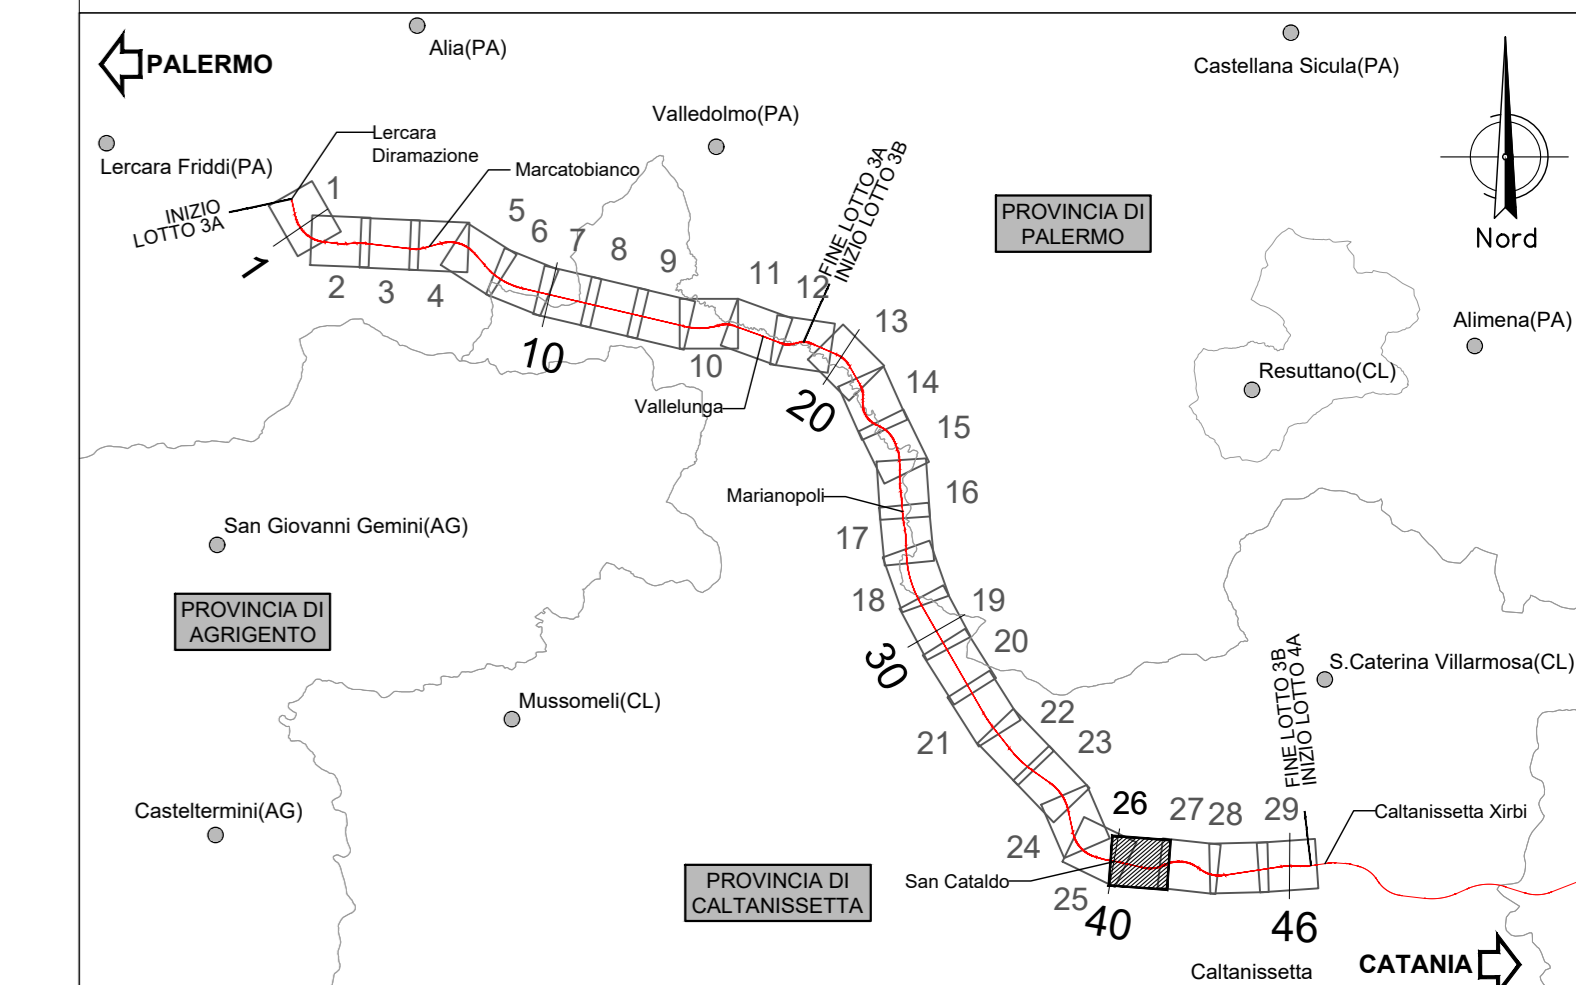 Alia(PA)
PALERMO
Castellana Sicula(PA)
Valledolmo(PA)
Lercara
Diramazione
Lercara Friddi(PA)
Marcatobianco
INIZIO
LOTTO 3A
FINE LOTTO 3A
INIZIO LOTTO 3B
PROVINCIA DI
PALERMO
Nord
1
1
2
3
4
5
6
7
8
9
10
10
11
12
13
Alimena(PA)
Resuttano(CL)
14
20
Vallelunga
15
Marianopoli
16
17
San Giovanni Gemini(AG)
PROVINCIA DI
AGRIGENTO
18
19
20
30
FINE LOTTO 3B
INIZIO LOTTO 4A
S.Caterina Villarmosa(CL)
Mussomeli(CL)
21
22
23
Casteltermini(AG)
26
27
28
29
Caltanissetta Xirbi
24
PROVINCIA DI
CALTANISSETTA
San Cataldo
25
40
46
Caltanissetta
CATANIA